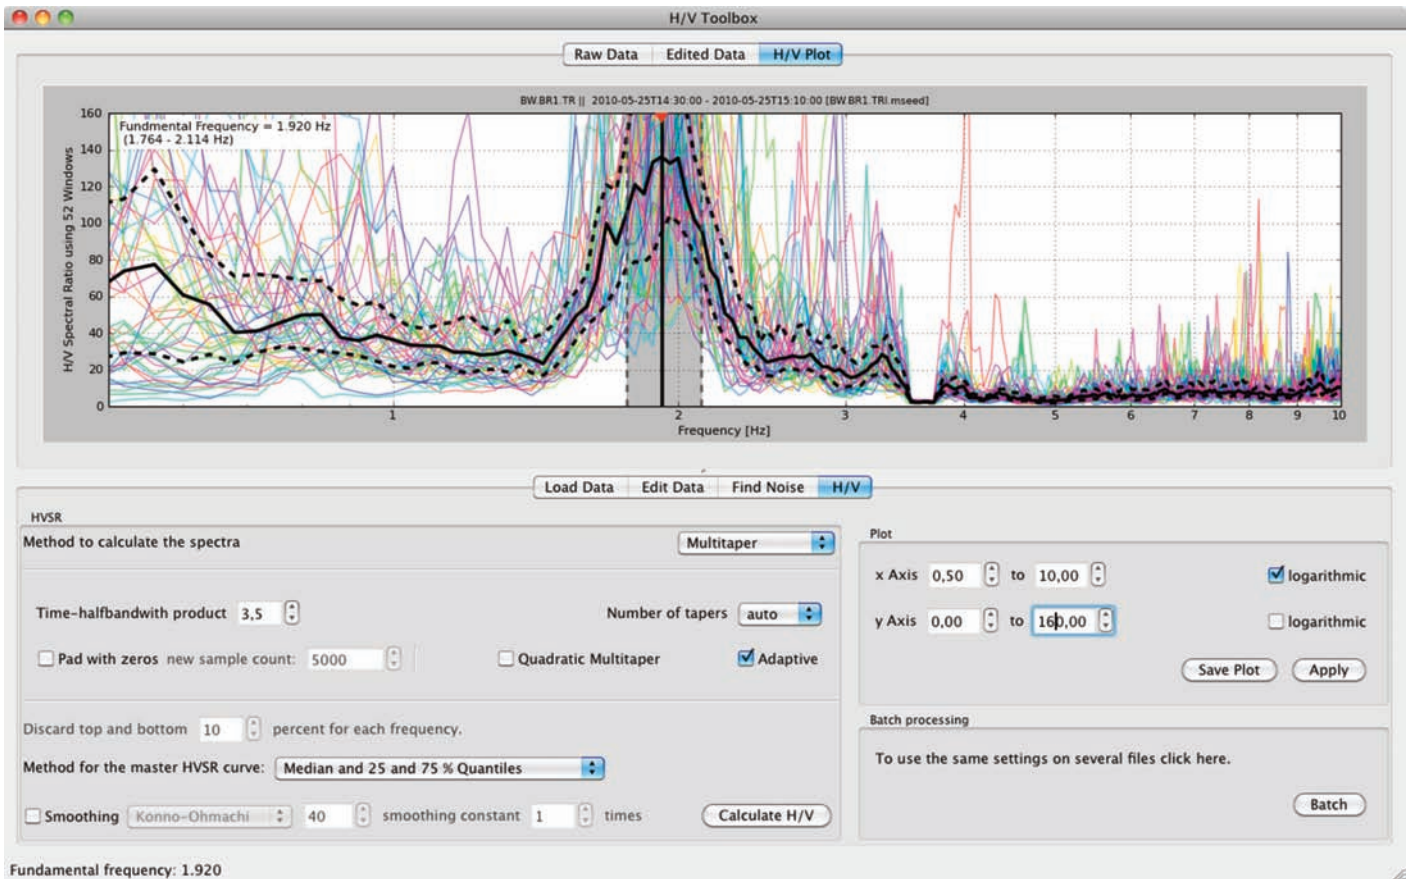 H/V Toolbox
Raw Data Edited Data H/V Plot
BW.BR1.TR || 2010-05-25T14:30:00 - 2010-05-25T15:10:00 [BW.BR1.TRI.mseed]
Fundmental Frequency = 1.920 Hz
(1.764 - 2.114 Hz)
H/V Spectral Ratio using 52 Windows
160
140
120
100
80
60
40
20
0
1 2 3 4 5 6 7 8 9 10
Frequency [Hz]
Load Data Edit Data Find Noise H/V
HVSR
Method to calculate the spectra Multitaper
Time-halfbandwith product 3,5 Number of tapers auto
Pad with zeros new sample count: 5000 Quadratic Multitaper Adaptive
Discard top and bottom 10 percent for each frequency.
Method for the master HVSR curve: Median and 25 and 75 % Quantiles
Smoothing Konno-Ohmachi 40 smoothing constant 1 times Calculate H/V
Plot
x Axis 0,50 to 10,00 logarithmic
y Axis 0,00 to 160,00 logarithmic
Save Plot Apply
Batch processing
To use the same settings on several files click here.
Batch
Fundamental frequency: 1.920